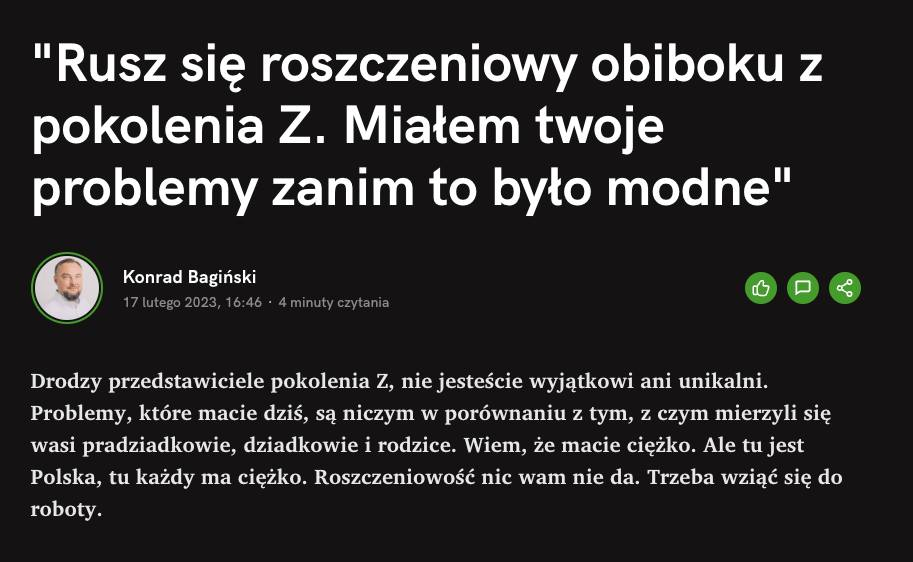 "Rusz się roszczeniowy obiboku z
pokolenia Z. Miałem twoje
problemy zanim to było modne"
Konrad Bagiński
17 lutego 2023, 16:46 · 4 minuty czytania
Drodzy przedstawiciele pokolenia Z, nie jesteście wyjątkowi ani unikalni.
Problemy, które macie dziś, są niczym w porównaniu z tym, z czym mierzyli się
wasi pradziadkowie, dziadkowie i rodzice. Wiem, że macie ciężko. Ale tu jest
Polska, tu każdy ma ciężko. Roszczeniowość nic wam nie da. Trzeba wziąć się do
roboty.